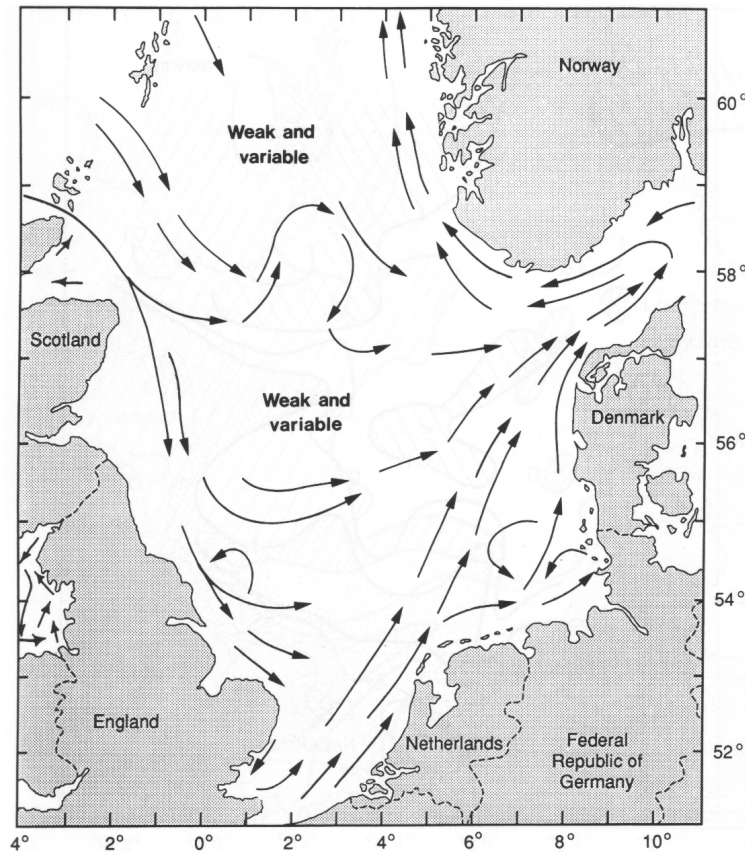 Norway
60°
Weak and
variable
58°
Scotland
Weak and
variable
Denmark
56°
54°
England
Netherlands
Federal
Republic of
Germany
52°
4° 2° 0° 2° 4° 6° 8° 10°